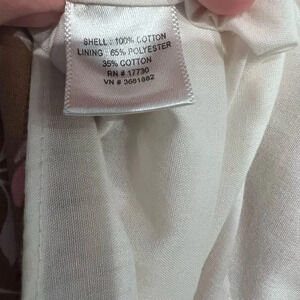 SHELL : 100% COTTON
LINING : 65% POLYESTER
35% COTTON
RN # 17730
VN # 3661882